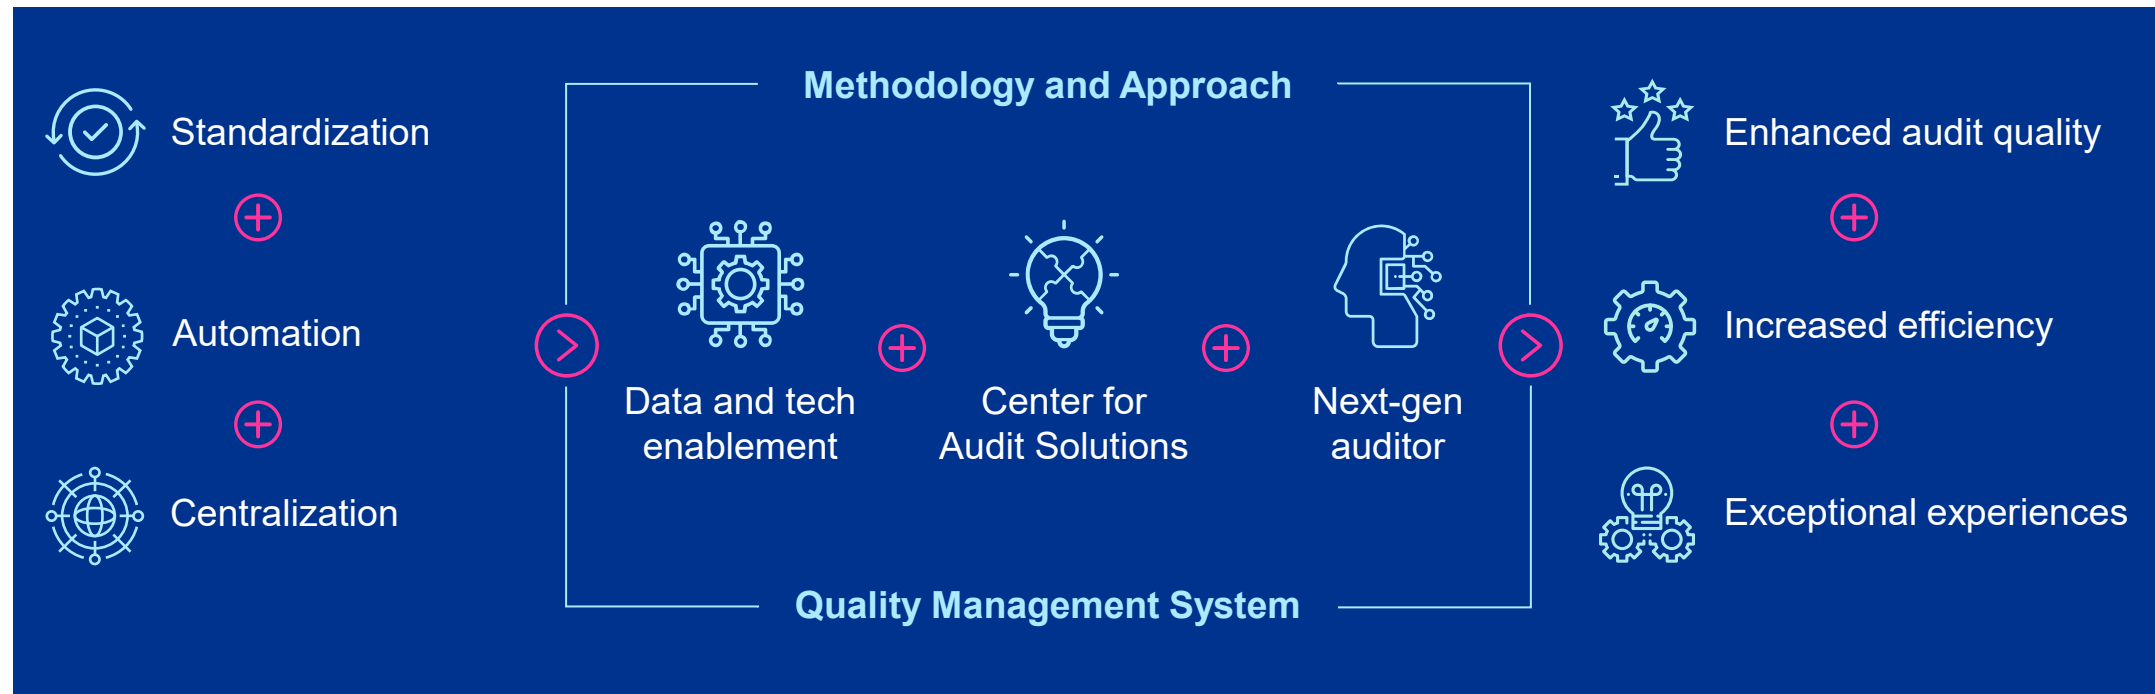 Standardization
Automation
Centralization
Methodology and Approach
Data and tech
enablement
Center for
Audit Solutions
Next-gen
auditor
Quality Management System
Enhanced audit quality
Increased efficiency
Exceptional experiences